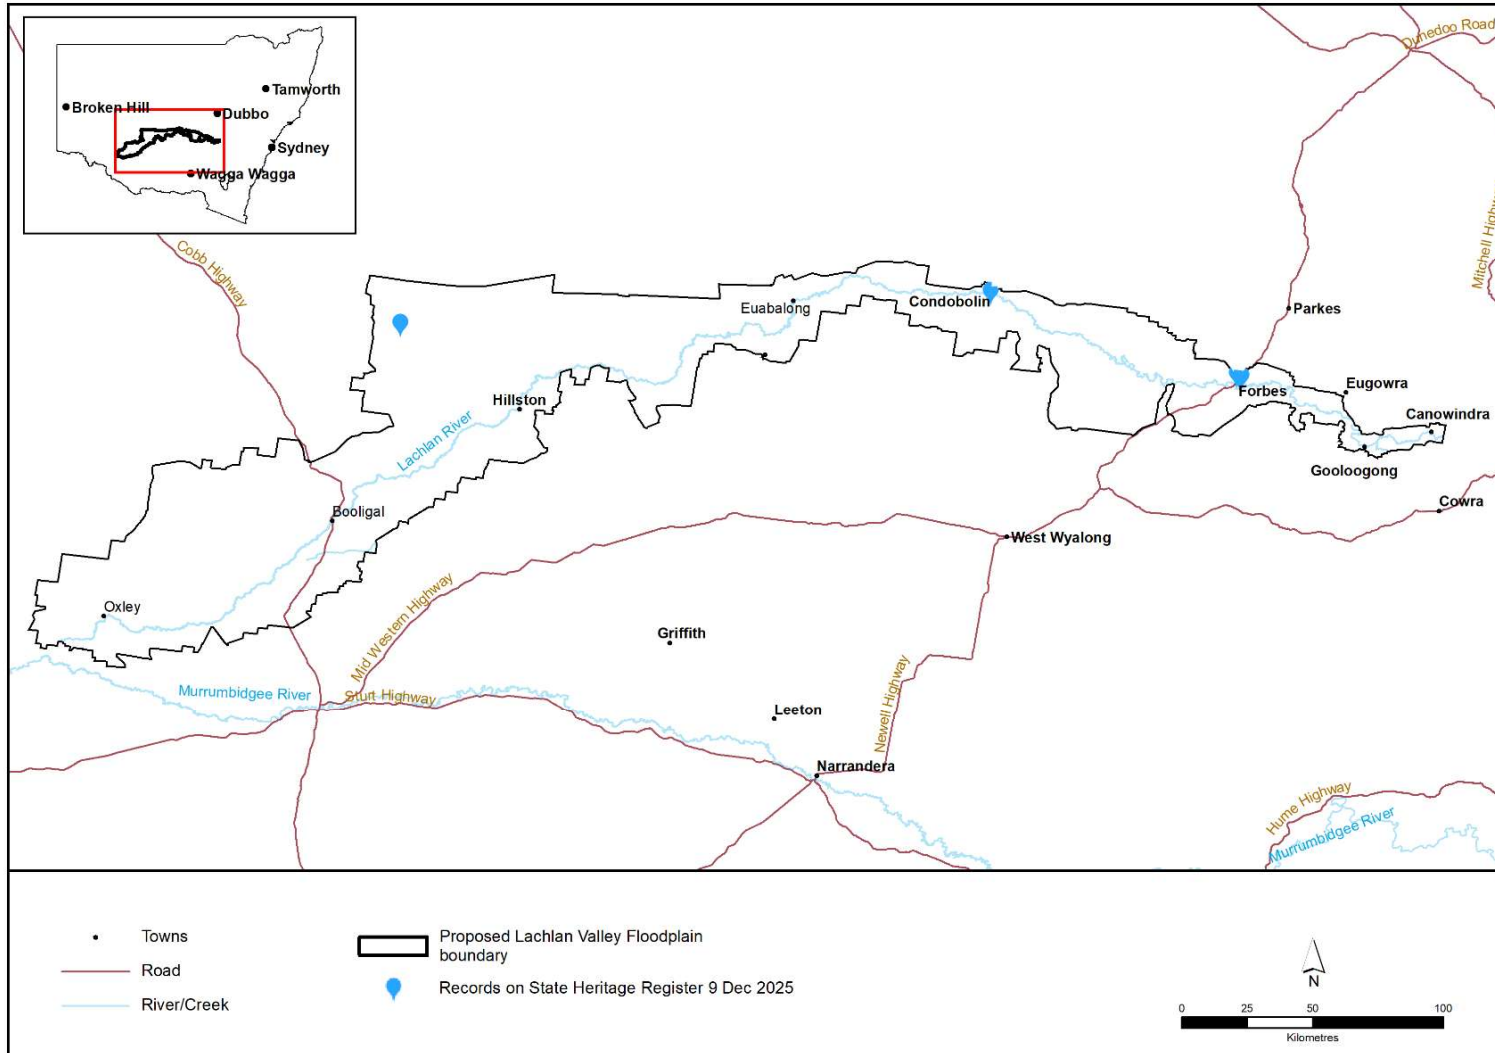 Dunedoo Road
Tamworth
Broken Hill
Dubbo
Sydney
Wagga Wagga
Cobb Highway
Mitchell Highway
Euabalong
Condobolin
Parkes
Hillston
Forbes
Eugowra
Canowindra
Lachlan River
Gooloogong
Booligal
Cowra
West Wyalong
Oxley
Mid Western Highway
Griffith
Murrumbidgee River
Sturt Highway
Newell Highway
Leeton
Narrandera
Hume Highway
Murrumbidgee River
Towns
Road
River/Creek
Proposed Lachlan Valley Floodplain
boundary
Records on State Heritage Register 9 Dec 2025
N
0 25 50 100
Kilometres